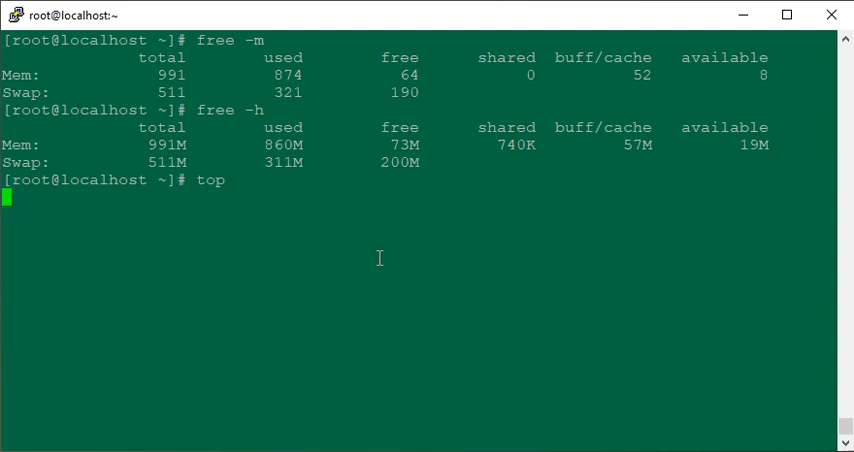 root@localhost:~
[root@localhost ~]# free -m
              total        used        free      shared  buff/cache   available
Mem:            991         874          64           0          52           8
Swap:           511         321         190
[root@localhost ~]# free -h
              total        used        free      shared  buff/cache   available
Mem:           991M        860M         73M        740K         57M         19M
Swap:          511M        311M        200M
[root@localhost ~]# top